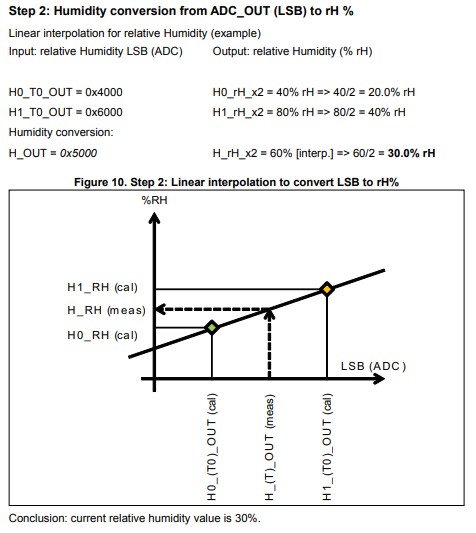 Step 2: Humidity conversion from ADC_OUT (LSB) to rH %
Linear interpolation for relative Humidity (example)
Input: relative Humidity LSB (ADC) Output: relative Humidity (% rH)
H0_T0_OUT = 0x4000 H0_rH_x2 = 40% rH => 40/2 = 20.0% rH
H1_T0_OUT = 0x6000 H1_rH_x2 = 80% rH => 80/2 = 40% rH
Humidity conversion:
H_OUT = 0x5000 H_rH_x2 = 60% [interp.] => 60/2 = 30.0% rH
Figure 10. Step 2: Linear interpolation to convert LSB to rH%
%RH
H1_RH (cal)
H_RH (meas)
H0_RH (cal)
LSB (ADC)
H0_(T0)_OUT (cal)
H_(T)_OUT (meas)
H1_(T0)_OUT (cal)
Conclusion: current relative humidity value is 30%.